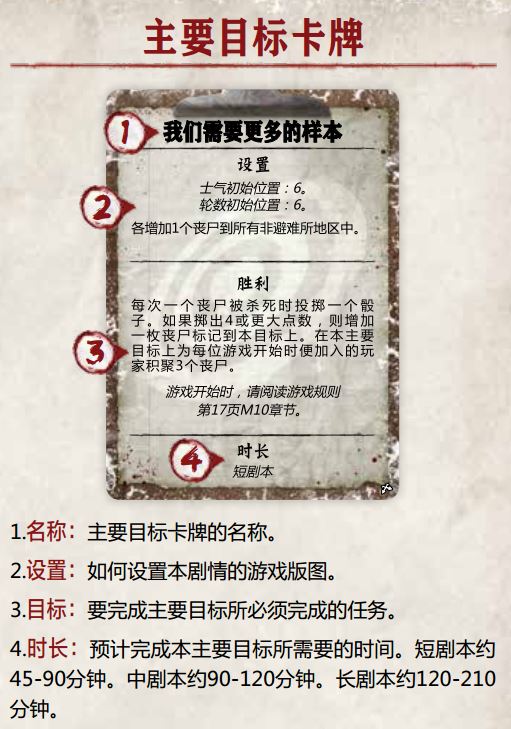 主要目标卡牌
1 我们需要更多的样本
设置
士气初始位置：6。
2 轮数初始位置：6。
各增加1个丧尸到所有非避难所地区中。
胜利
每次一个丧尸被杀死时投掷一个骰
子。如果掷出4或更大点数，则增加
一枚丧尸标记到本目标上。在本主要
3 目标上为每位游戏开始时便加入的玩
家积聚3个丧尸。
游戏开始时，请阅读游戏规则
第17页M10章节。
4 时长
短剧本
1.名称：主要目标卡牌的名称。
2.设置：如何设置本剧情的游戏版图。
3.目标：要完成主要目标所必须完成的任务。
4.时长：预计完成本主要目标所需要的时间。短剧本约
45-90分钟。中剧本约90-120分钟。长剧本约120-210
分钟。